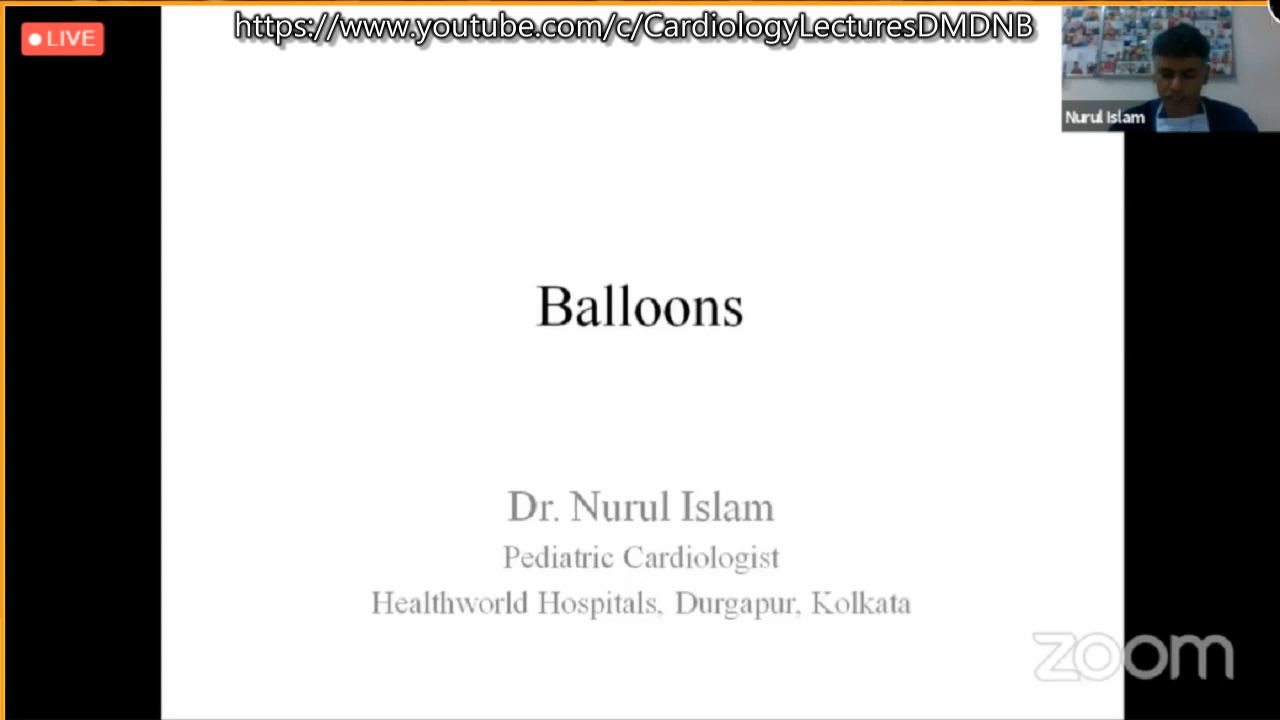 https://www.youtube.com/c/CardiologyLecturesDMDNB
LIVE
Nurul Islam
Balloons
Dr. Nurul Islam
Pediatric Cardiologist
Healthworld Hospitals, Durgapur, Kolkata
zoom